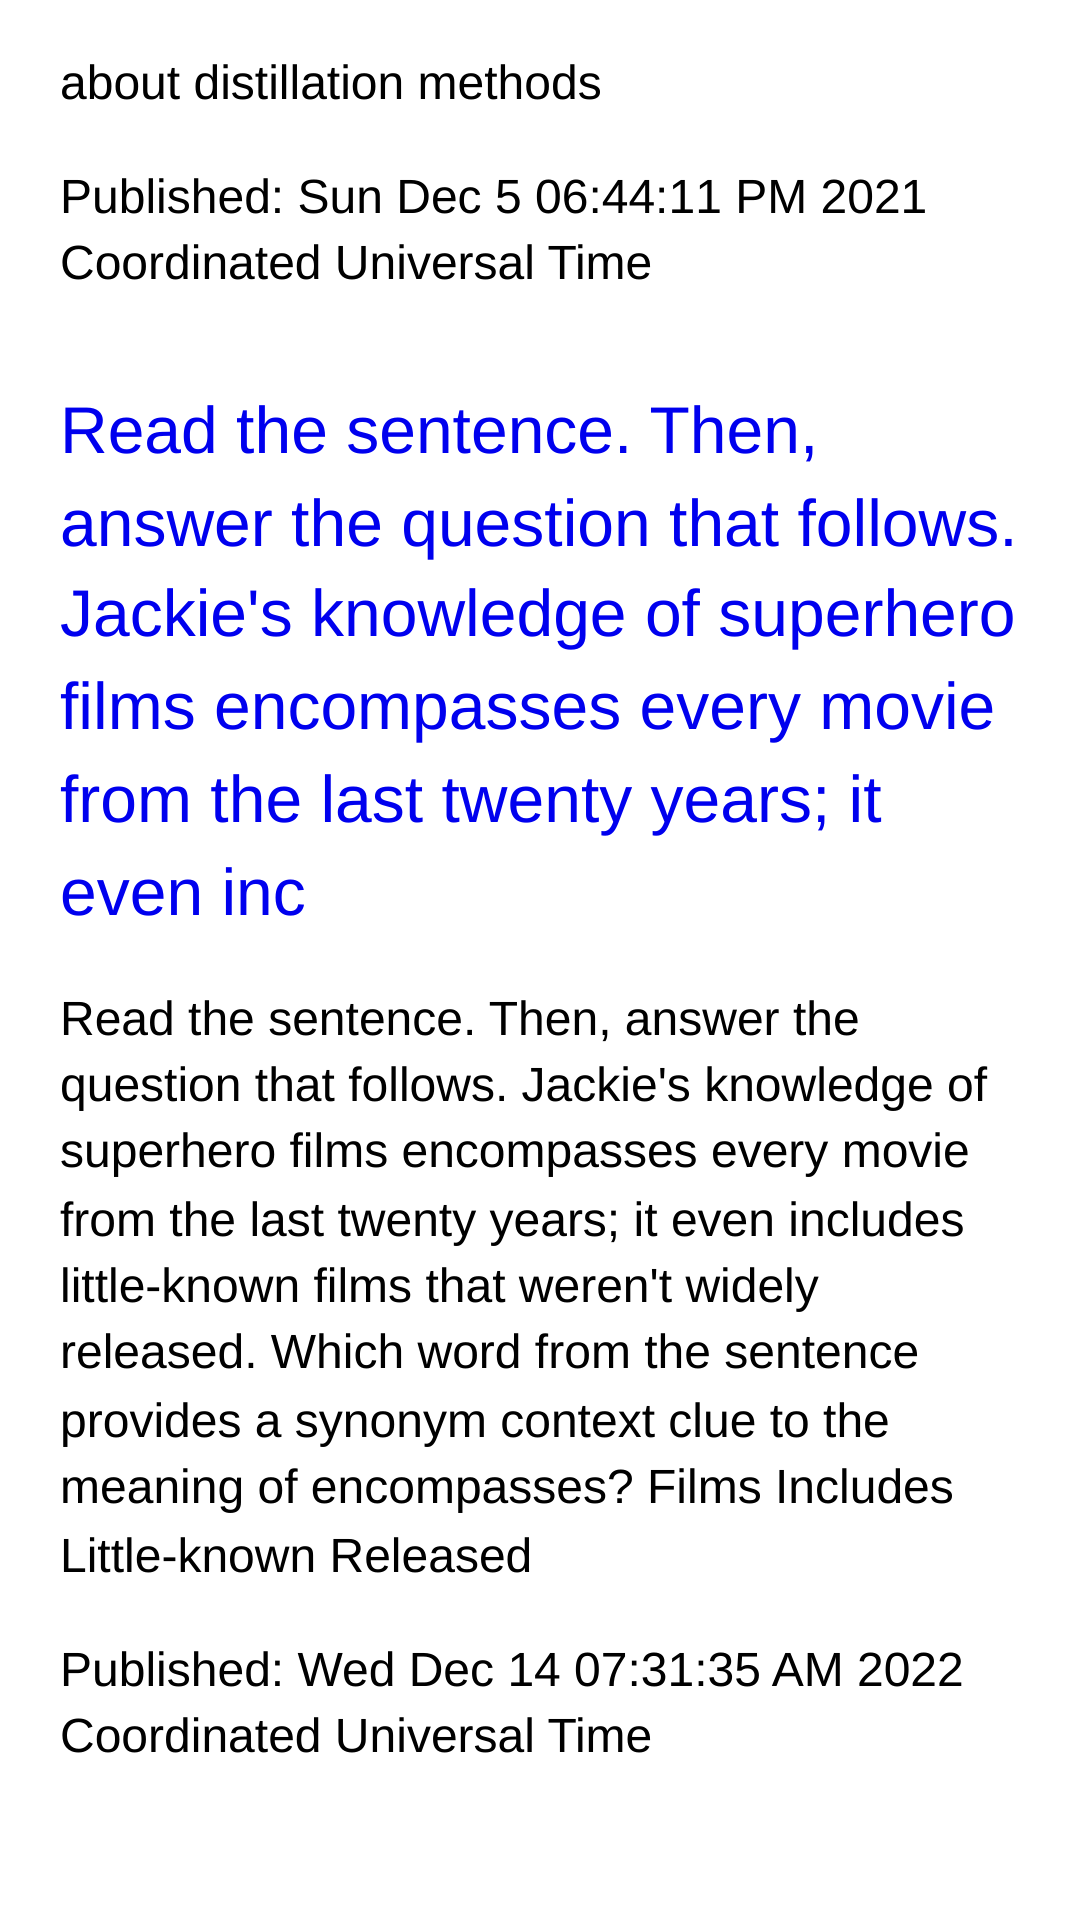 about distillation methods
Published: Sun Dec 5 06:44:11 PM 2021
Coordinated Universal Time
Read the sentence. Then,
answer the question that follows.
Jackie's knowledge of superhero
films encompasses every movie
from the last twenty years; it
even inc
Read the sentence. Then, answer the
question that follows. Jackie's knowledge of
superhero films encompasses every movie
from the last twenty years; it even includes
little-known films that weren't widely
released. Which word from the sentence
provides a synonym context clue to the
meaning of encompasses? Films Includes
Little-known Released
Published: Wed Dec 14 07:31:35 AM 2022
Coordinated Universal Time